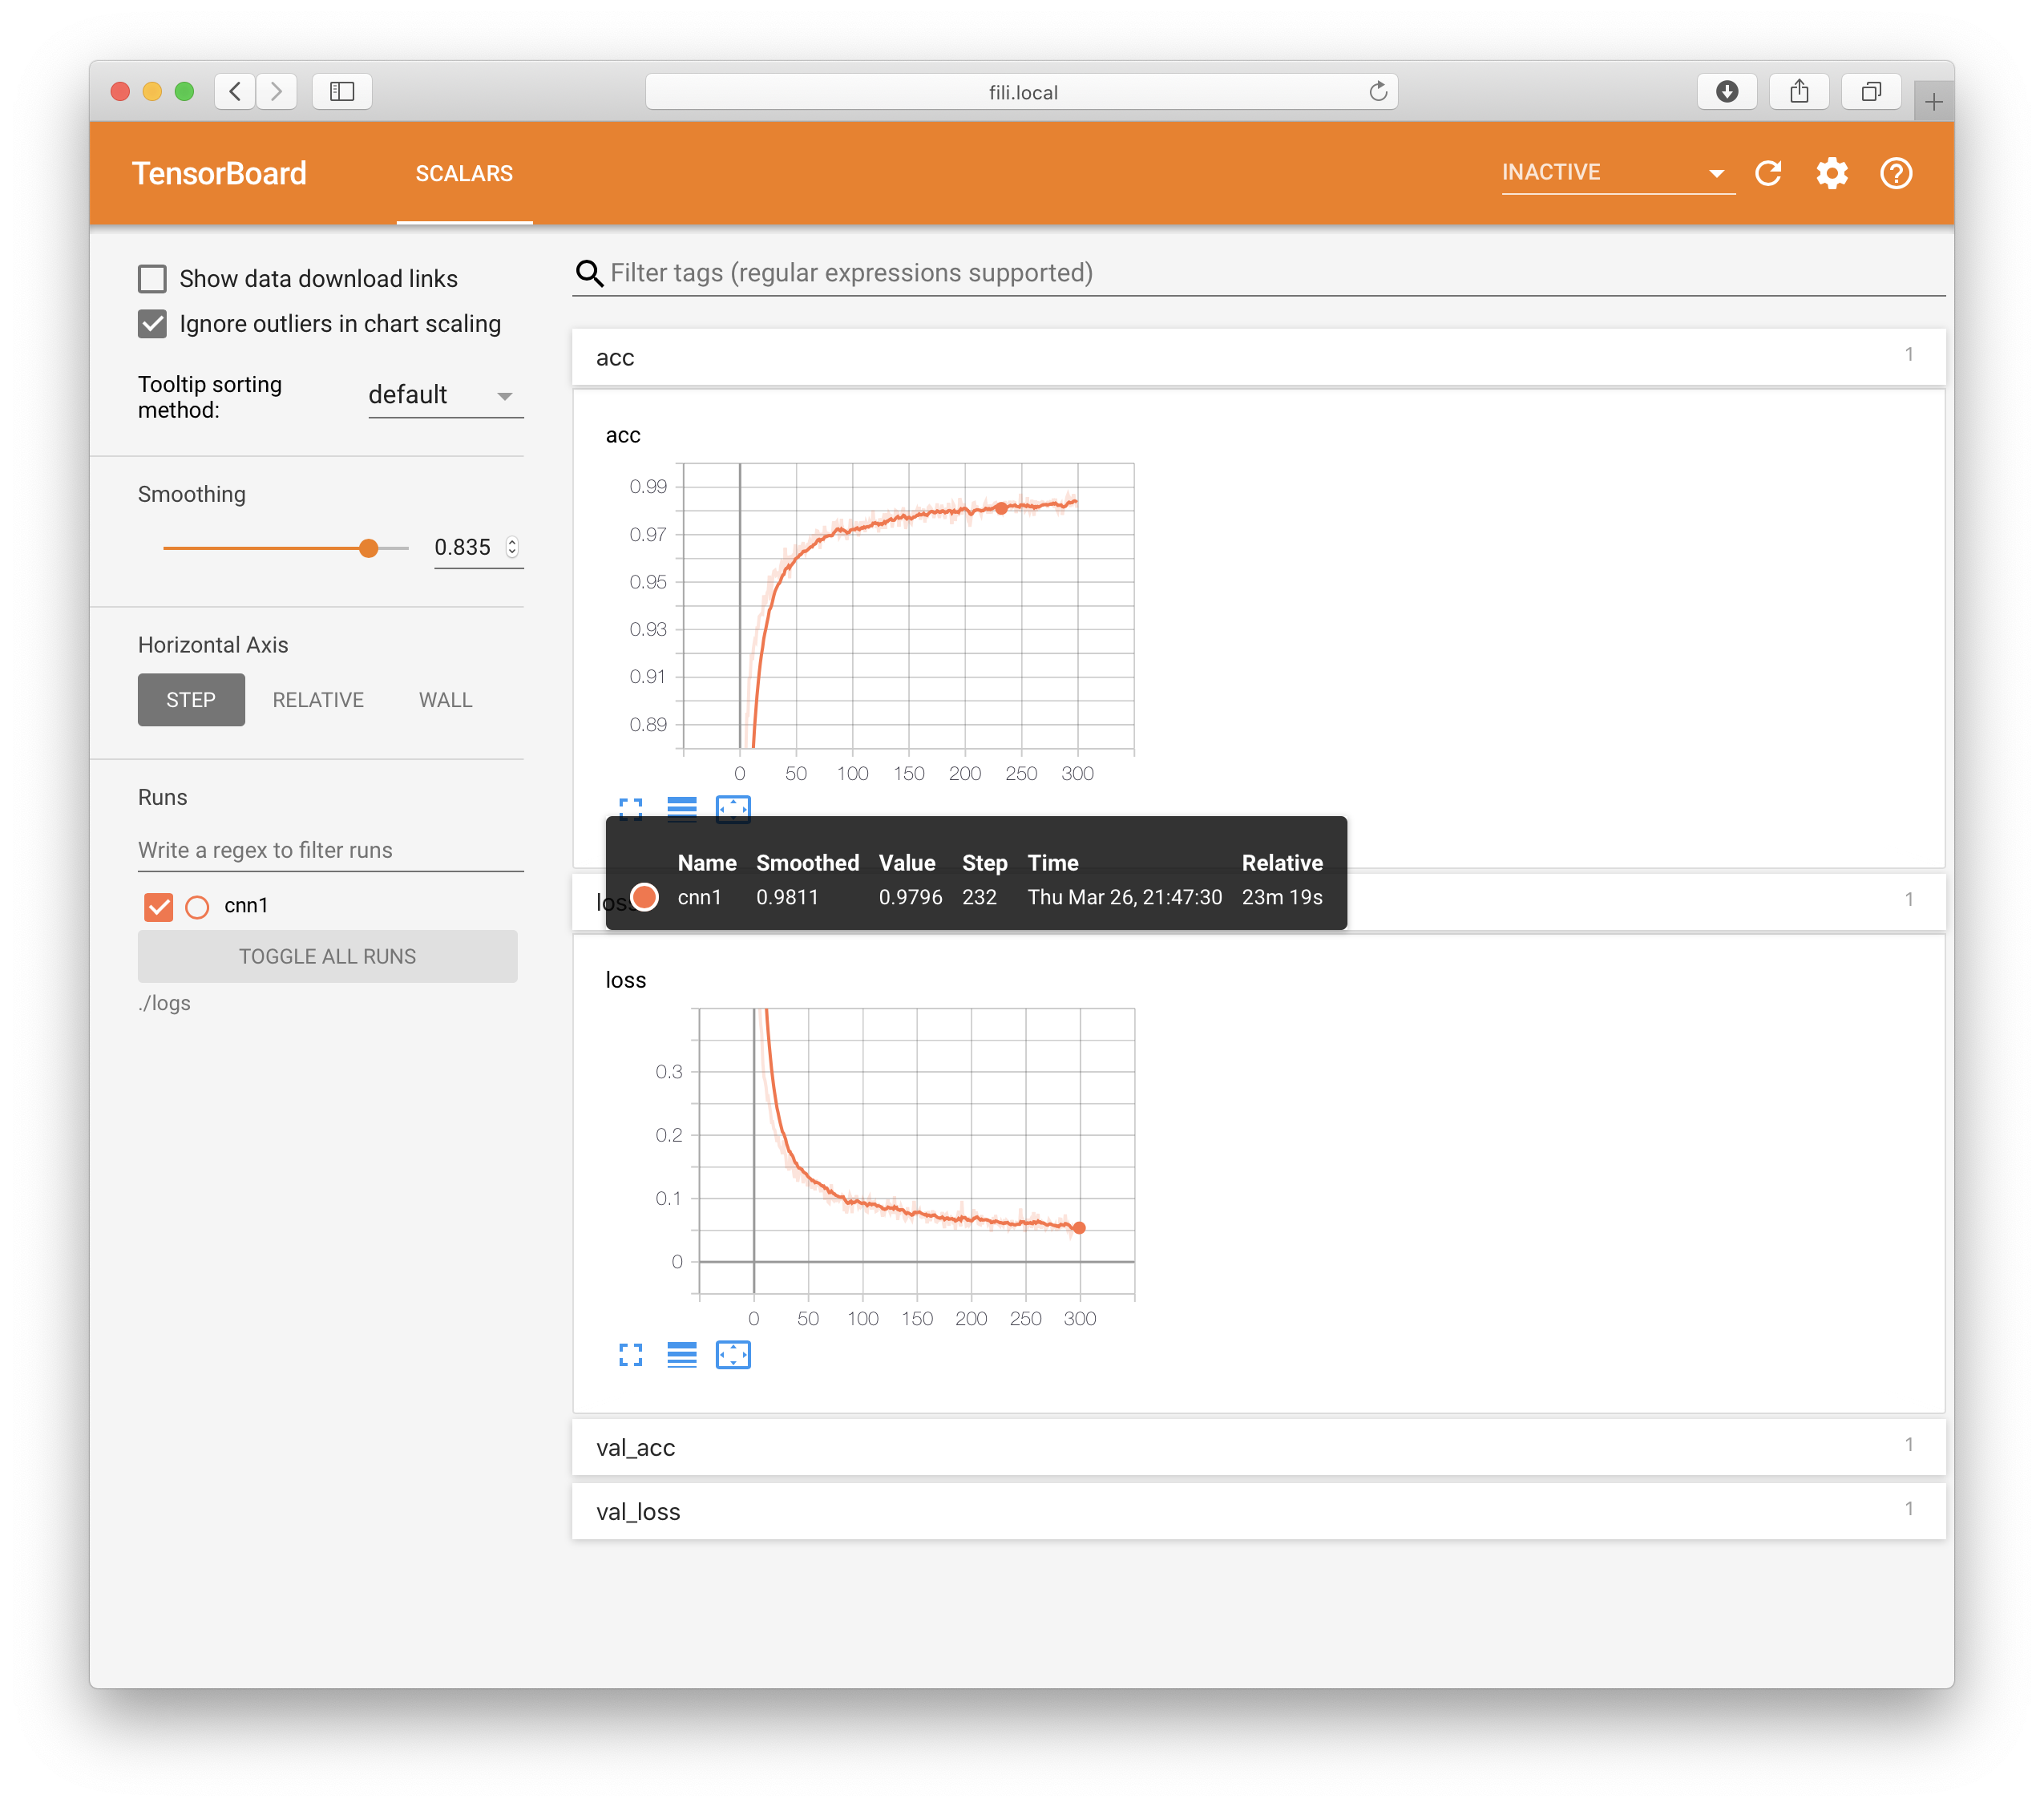 fili.local
TensorBoard
SCALARS
INACTIVE
Show data download links
Ignore outliers in chart scaling
Tooltip sorting
method:
default
Smoothing
0.835
Horizontal Axis
STEP RELATIVE WALL
Runs
Write a regex to filter runs
cnn1
TOGGLE ALL RUNS
./logs
Filter tags (regular expressions supported)
acc 1
acc
0.99
0.97
0.95
0.93
0.91
0.89
0 50 100 150 200 250 300
Name Smoothed Value Step Time Relative
cnn1 0.9811 0.9796 232 Thu Mar 26, 21:47:30 23m 19s
loss 1
loss
0.3
0.2
0.1
0
0 50 100 150 200 250 300
val_acc 1
val_loss 1